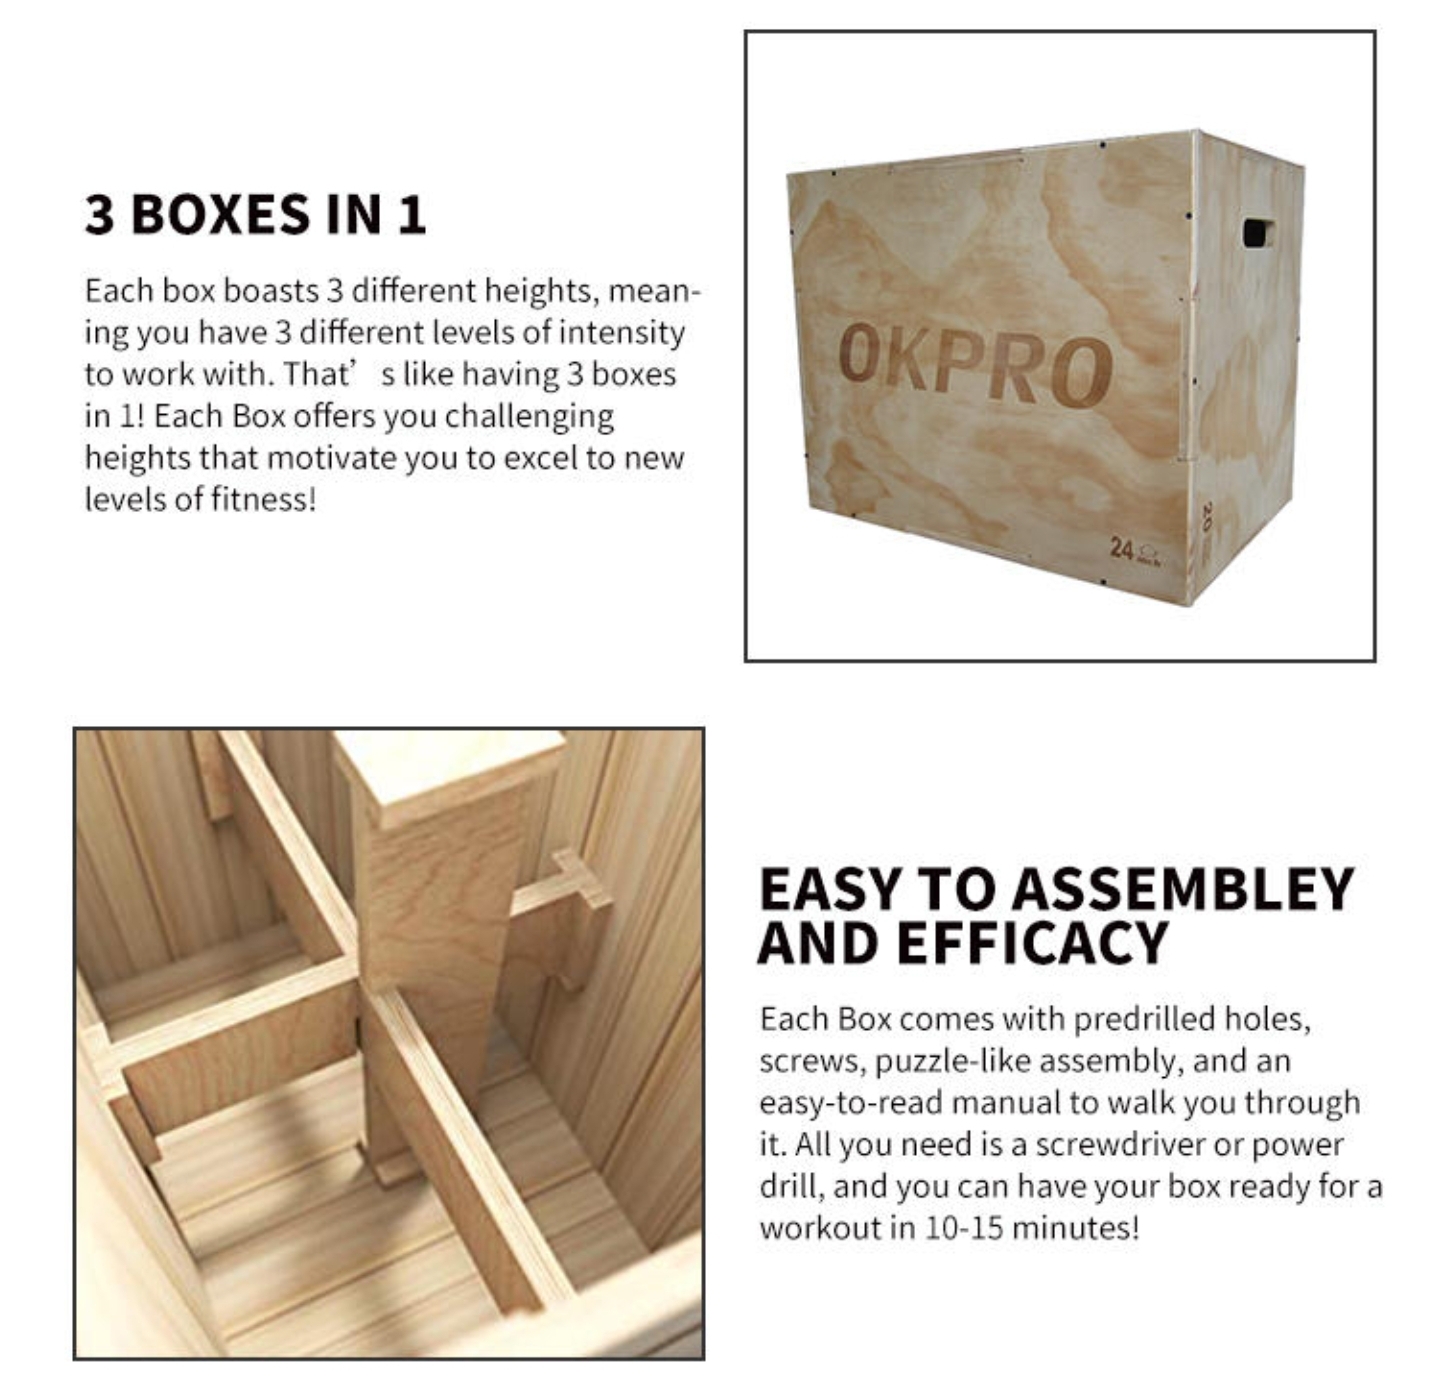 3 BOXES IN 1
Each box boasts 3 different heights, mean-
ing you have 3 different levels of intensity
to work with. That’ s like having 3 boxes
in 1! Each Box offers you challenging
heights that motivate you to excel to new
levels of fitness!
OKPRO
24
20
EASY TO ASSEMBLEY
AND EFFICACY
Each Box comes with predrilled holes,
screws, puzzle-like assembly, and an
easy-to-read manual to walk you through
it. All you need is a screwdriver or power
drill, and you can have your box ready for a
workout in 10-15 minutes!